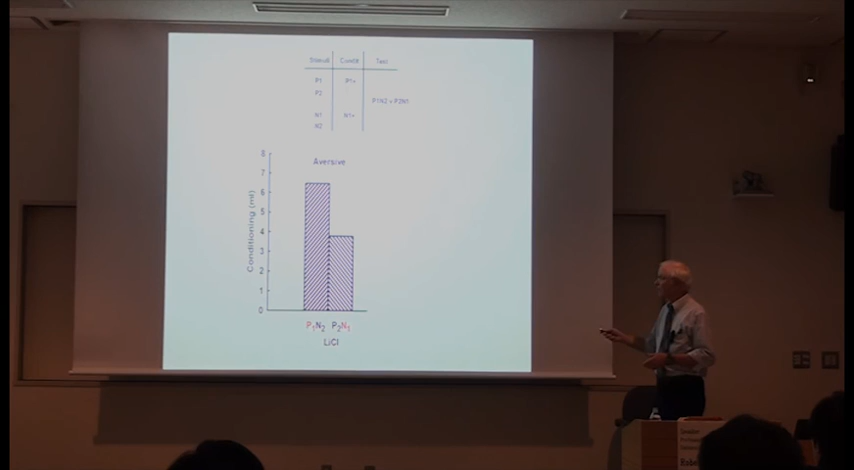 Stimuli Condit Test
P1 P1+
P2
P1N2 v P2N1
N1 N1+
N2
Aversive
8
7
6
5
4
3
2
1
0
Conditioning (ml)
P1N2 P2N1
LiCl